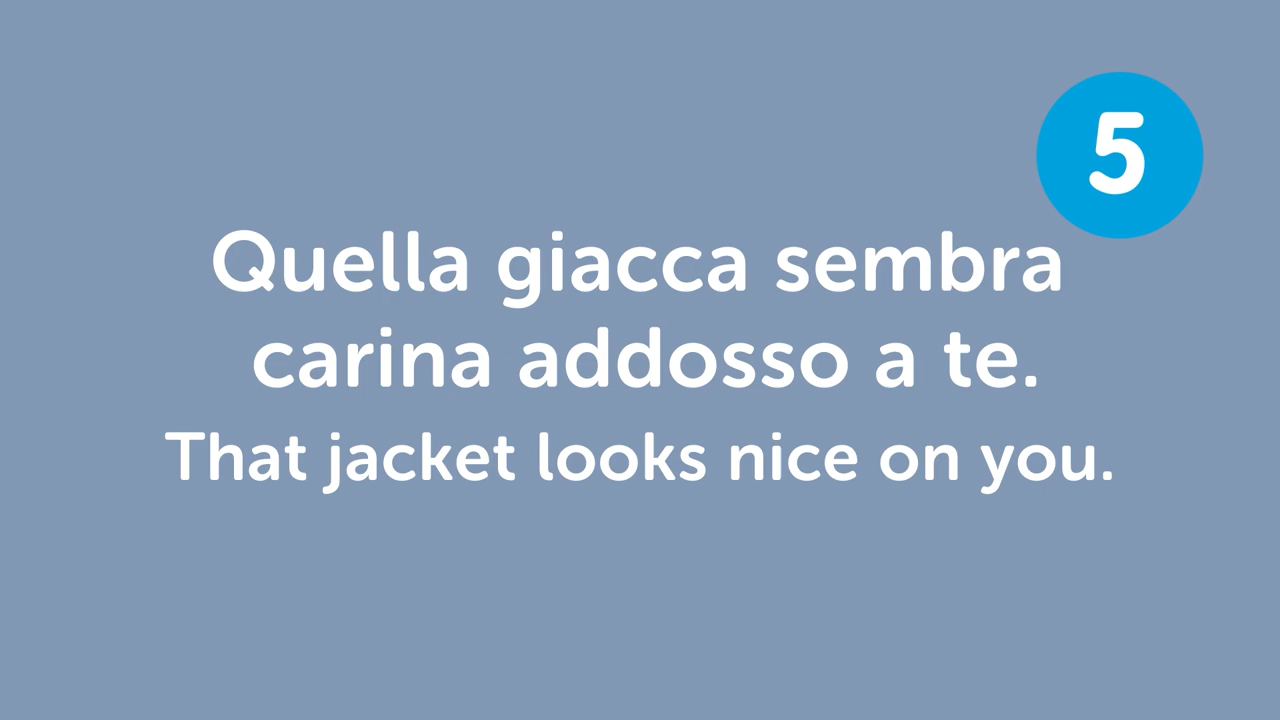 5
Quella giacca sembra
carina addosso a te.
That jacket looks nice on you.